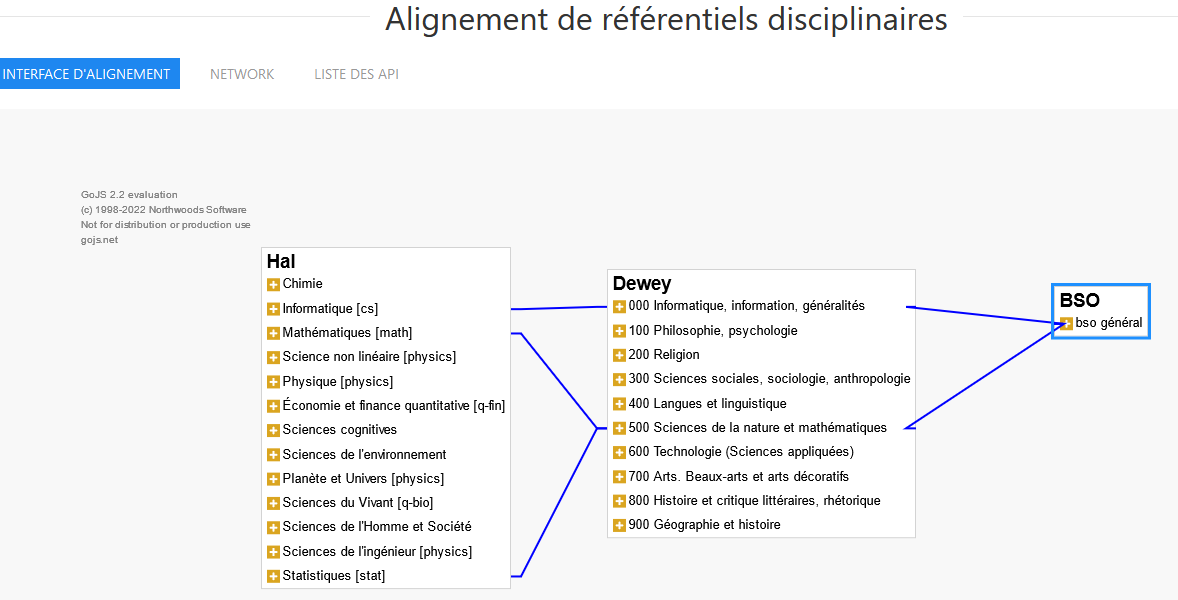 Alignement de référentiels disciplinaires
INTERFACE D'ALIGNEMENT
NETWORK
LISTE DES API
GoJS 2.2 evaluation
(c) 1998-2022 Northwoods Software
Not for distribution or production use
gojs.net
Hal
Chimie
Informatique [cs]
Mathématiques [math]
Science non linéaire [physics]
Physique [physics]
Économie et finance quantitative [q-fin]
Sciences cognitives
Sciences de l'environnement
Planète et Univers [physics]
Sciences du Vivant [q-bio]
Sciences de l'Homme et Société
Sciences de l'ingénieur [physics]
Statistiques [stat]
Dewey
000 Informatique, information, généralités
100 Philosophie, psychologie
200 Religion
300 Sciences sociales, sociologie, anthropologie
400 Langues et linguistique
500 Sciences de la nature et mathématiques
600 Technologie (Sciences appliquées)
700 Arts. Beaux-arts et arts décoratifs
800 Histoire et critique littéraires, rhétorique
900 Géographie et histoire
BSO
bso général